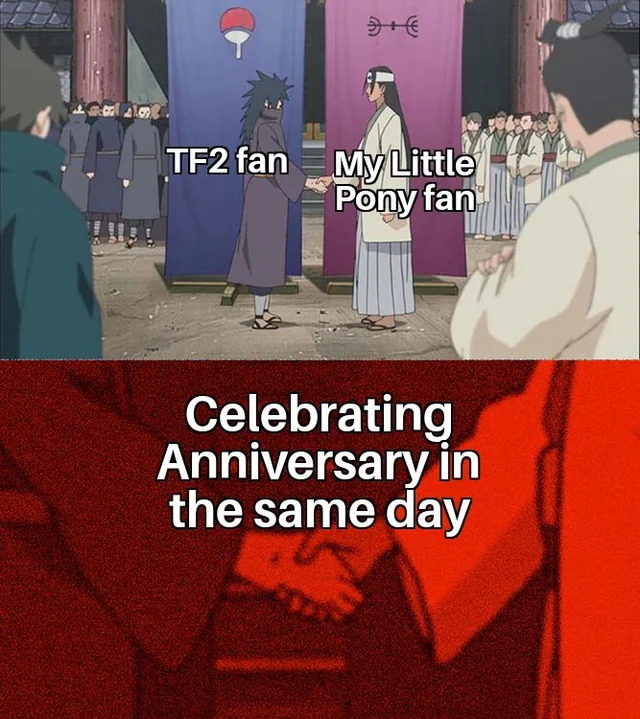 TF2 fan
My Little
Pony fan
Celebrating
Anniversary in
the same day